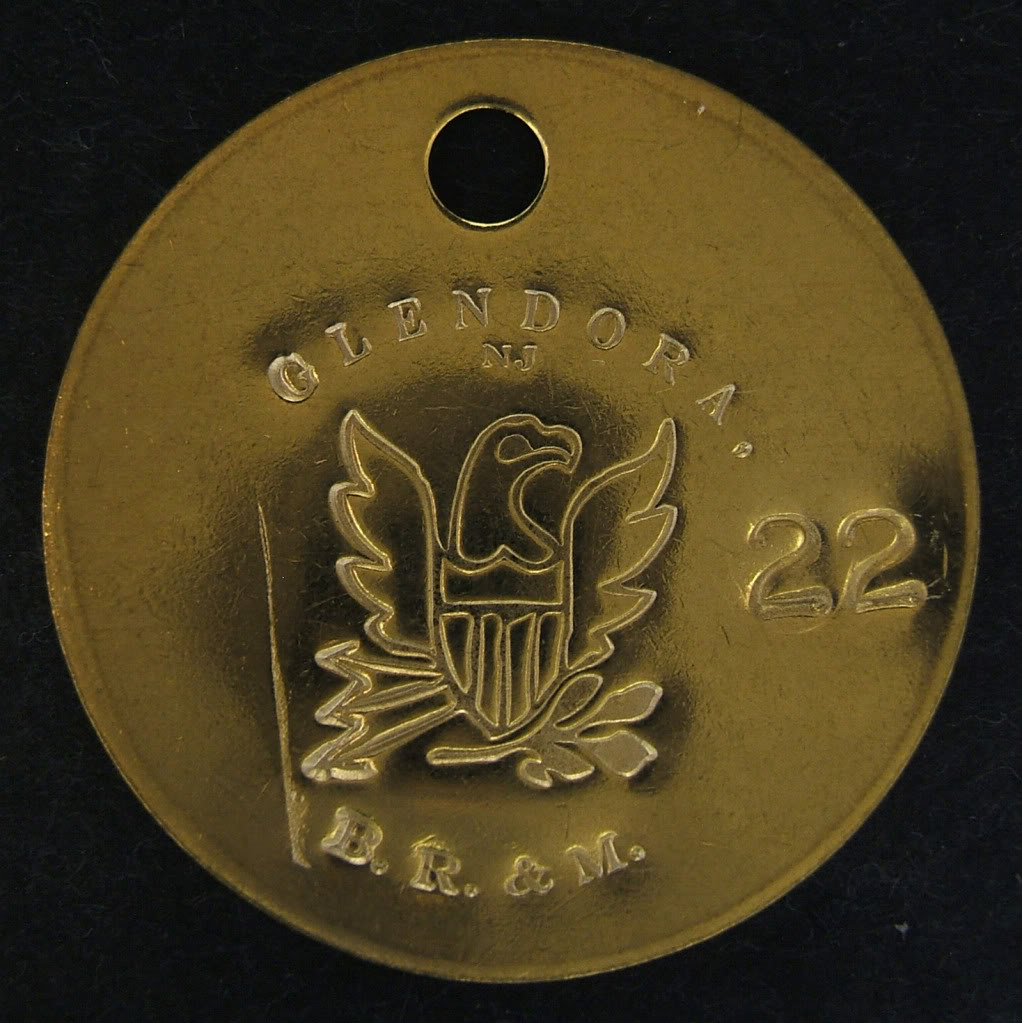 GLENDORA.
NJ
22
B. R. & M.